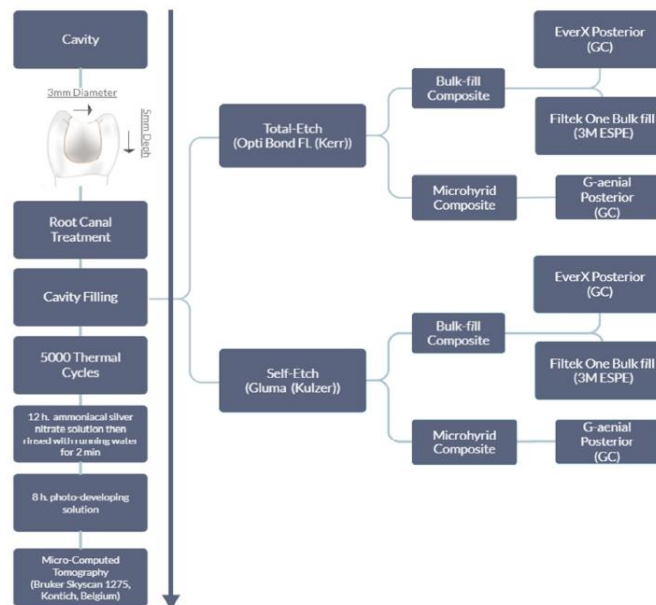 Cavity
3mm Diameter
5mm Deph
Root Canal
Treatment
Cavity Filling
5000 Thermal
Cycles
12 h. ammoniacal silver
nitrate solution then
rinsed with running water
for 2 min
8 h. photo-developing
solution
Micro-Computed
Tomography
(Bruker Skyscan 1275,
Kontich, Belgium)
Total-Etch
(Opti Bond Fl. (Kerr))
Bulk-fill
Composite
EverX Posterior
(GC)
Filtek One Bulk fill
(3M ESPE)
Microhyrid
Composite
G-aenial
Posterior
(GC)
Self-Etch
(Gluma (Kulzer))
Bulk-fill
Composite
EverX Posterior
(GC)
Filtek One Bulk fill
(3M ESPE)
Microhyrid
Composite
G-aenial
Posterior
(GC)